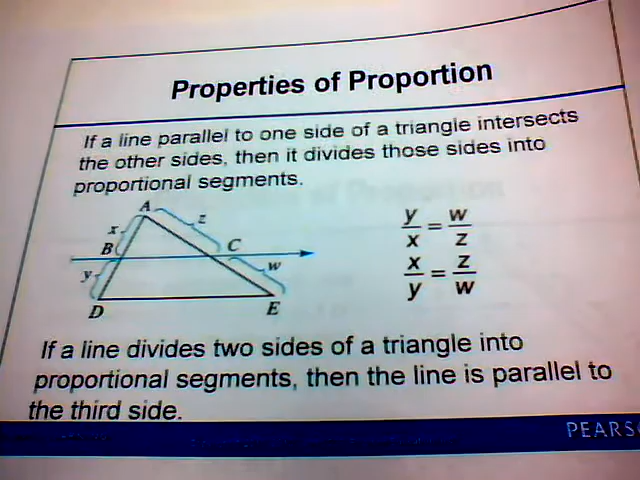 Properties of Proportion
If a line parallel to one side of a triangle intersects
the other sides, then it divides those sides into
proportional segments.
A
x
z
B
C
y
w
D
E
y/x = w/z
x/y = z/w
If a line divides two sides of a triangle into
proportional segments, then the line is parallel to
the third side.
PEARS